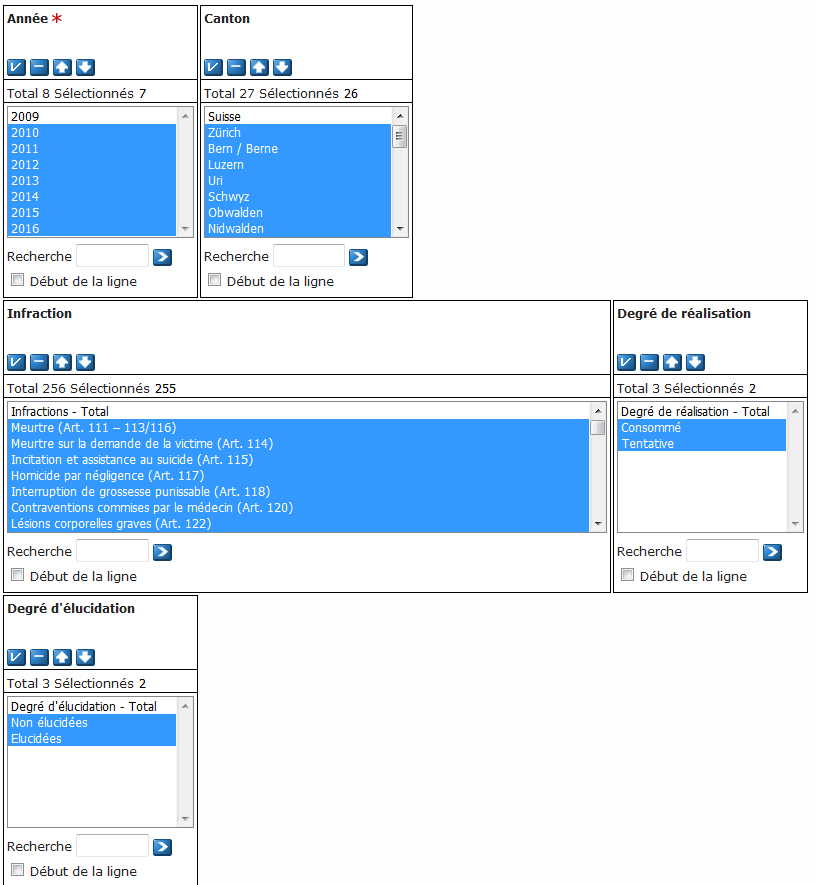 Année *
Total 8 Sélectionnés 7
2009
2010
2011
2012
2013
2014
2015
2016
Recherche
Début de la ligne
Canton
Total 27 Sélectionnés 26
Suisse
Zürich
Bern / Berne
Luzern
Uri
Schwyz
Obwalden
Nidwalden
Recherche
Début de la ligne
Infraction
Total 256 Sélectionnés 255
Infractions - Total
Meurtre (Art. 111 – 113/116)
Meurtre sur la demande de la victime (Art. 114)
Incitation et assistance au suicide (Art. 115)
Homicide par négligence (Art. 117)
Interruption de grossesse punissable (Art. 118)
Contraventions commises par le médecin (Art. 120)
Lésions corporelles graves (Art. 122)
Recherche
Début de la ligne
Degré de réalisation
Total 3 Sélectionnés 2
Degré de réalisation - Total
Consommé
Tentative
Recherche
Début de la ligne
Degré d'élucidation
Total 3 Sélectionnés 2
Degré d'élucidation - Total
Non élucidées
Elucidées
Recherche
Début de la ligne